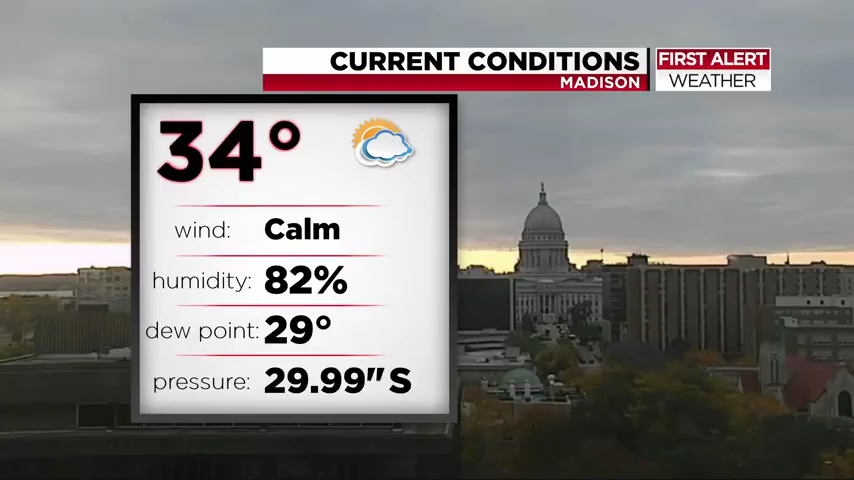 CURRENT CONDITIONS
MADISON
FIRST ALERT
WEATHER
34°
wind: Calm
humidity: 82%
dew point: 29°
pressure: 29.99" S